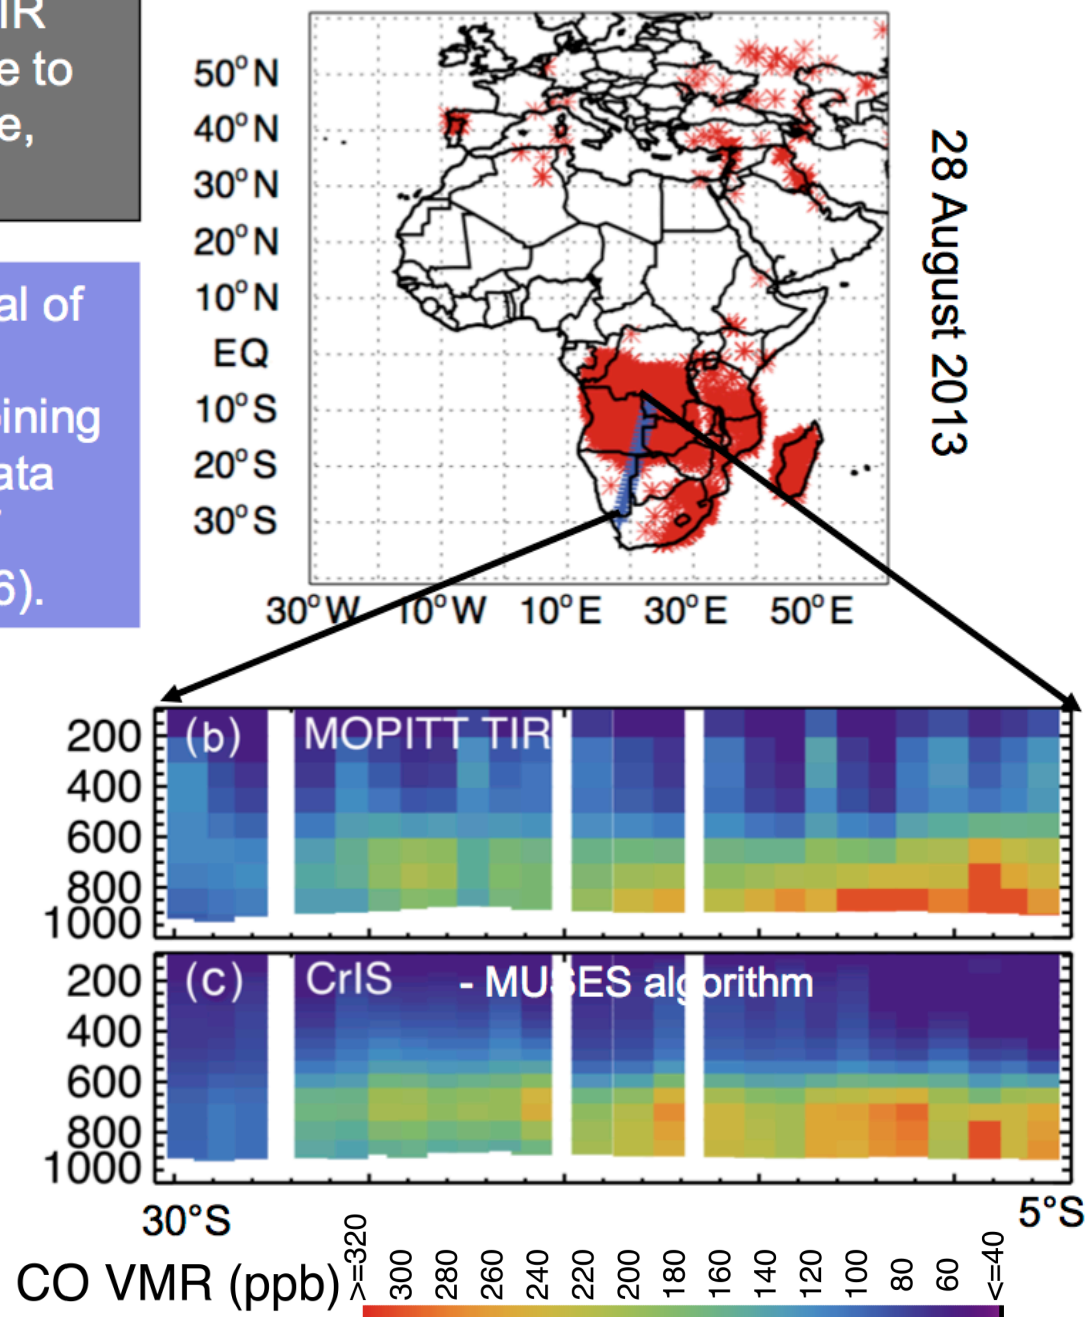 IR
e to
e,
al of
ining
ata
6).
50°N
40°N
30°N
20°N
10°N
EQ
10°S
20°S
30°S
30°W 10°W 10°E 30°E 50°E
28 August 2013
(b) MOPITT TIR
200
400
600
800
1000
(c) CrIS - MUSES algorithm
200
400
600
800
1000
30°S 5°S
CO VMR (ppb) >=320 300 280 260 240 220 200 180 160 140 120 100 80 60 <=40